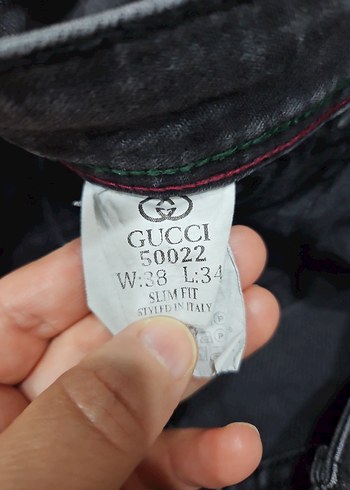 GUCCI
50022
W:38 L:34
SLIM FIT
STYLED IN ITALY